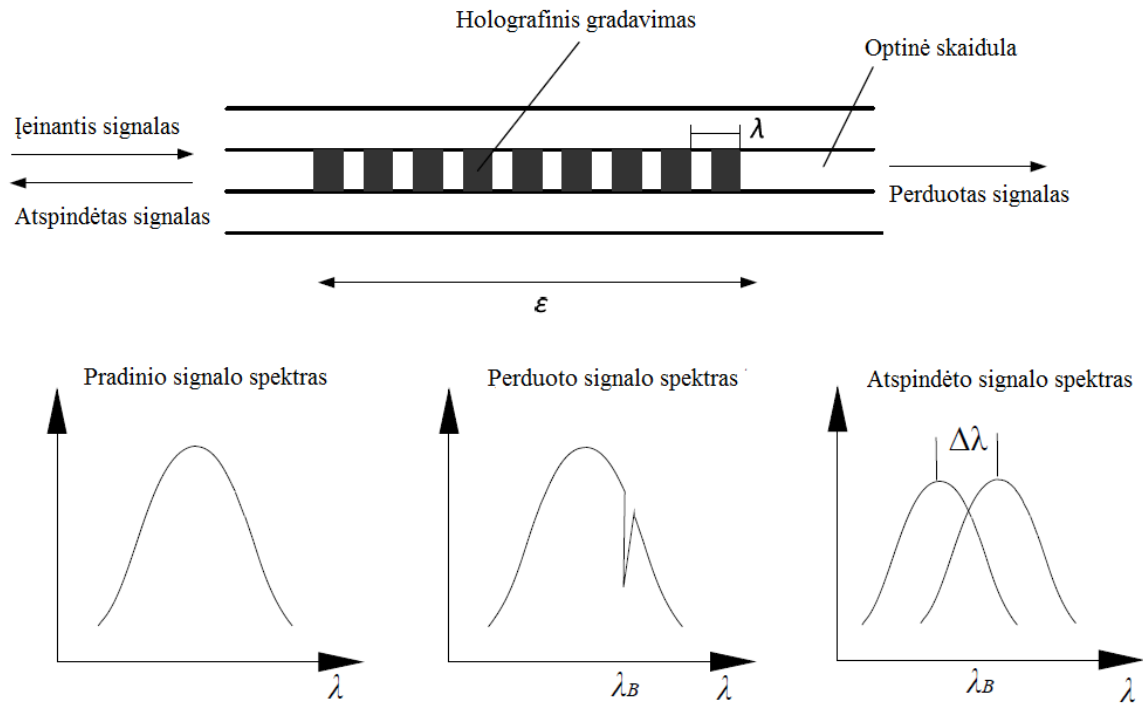 Holografinis gradavimas
Optinė skaidula
Įeinantis signalas
λ
Atspindėtas signalas
Perduotas signalas
ε
Pradinio signalo spektras
Perduoto signalo spektras
Atspindėto signalo spektras
Δλ
λ
λB
λ
λB
λ